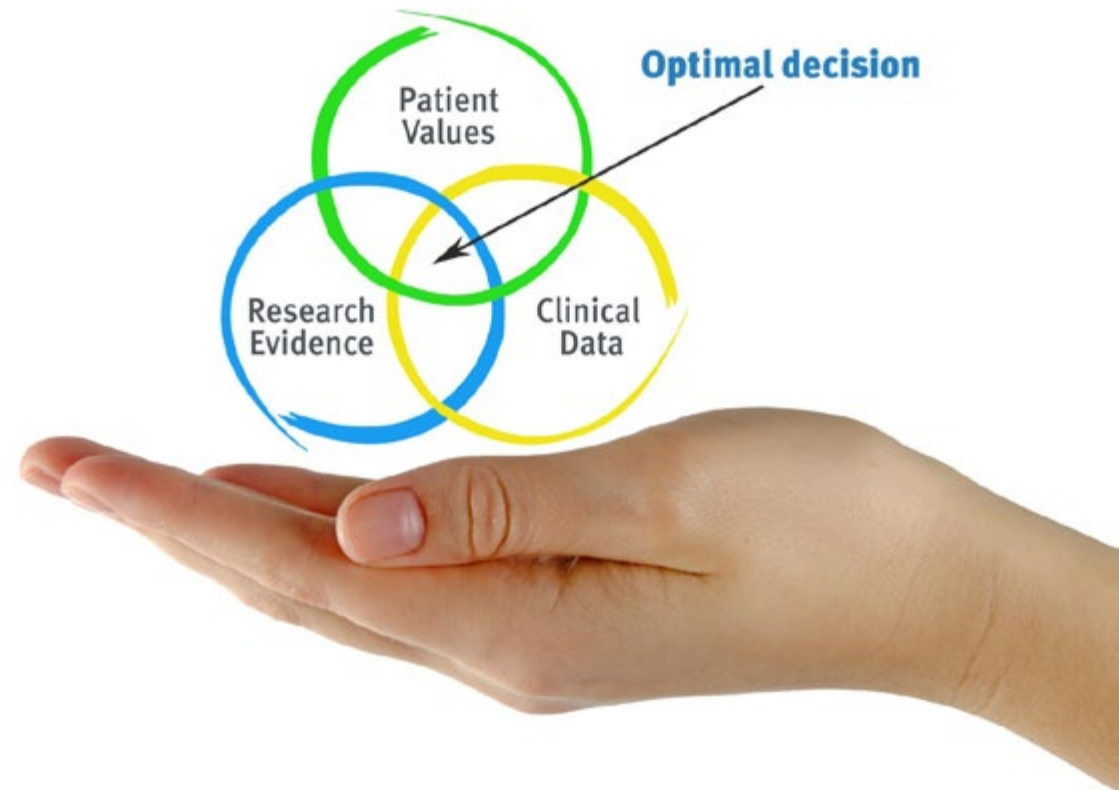 Optimal decision
Patient
Values
Research
Evidence
Clinical
Data